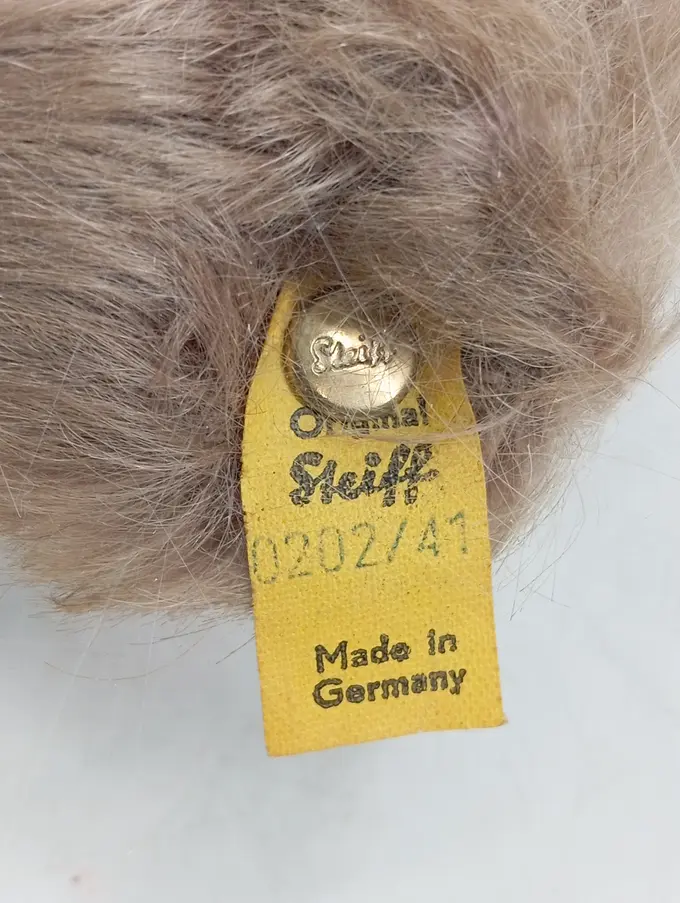 Steiff
Original
Steiff
0202/41
Made in
Germany